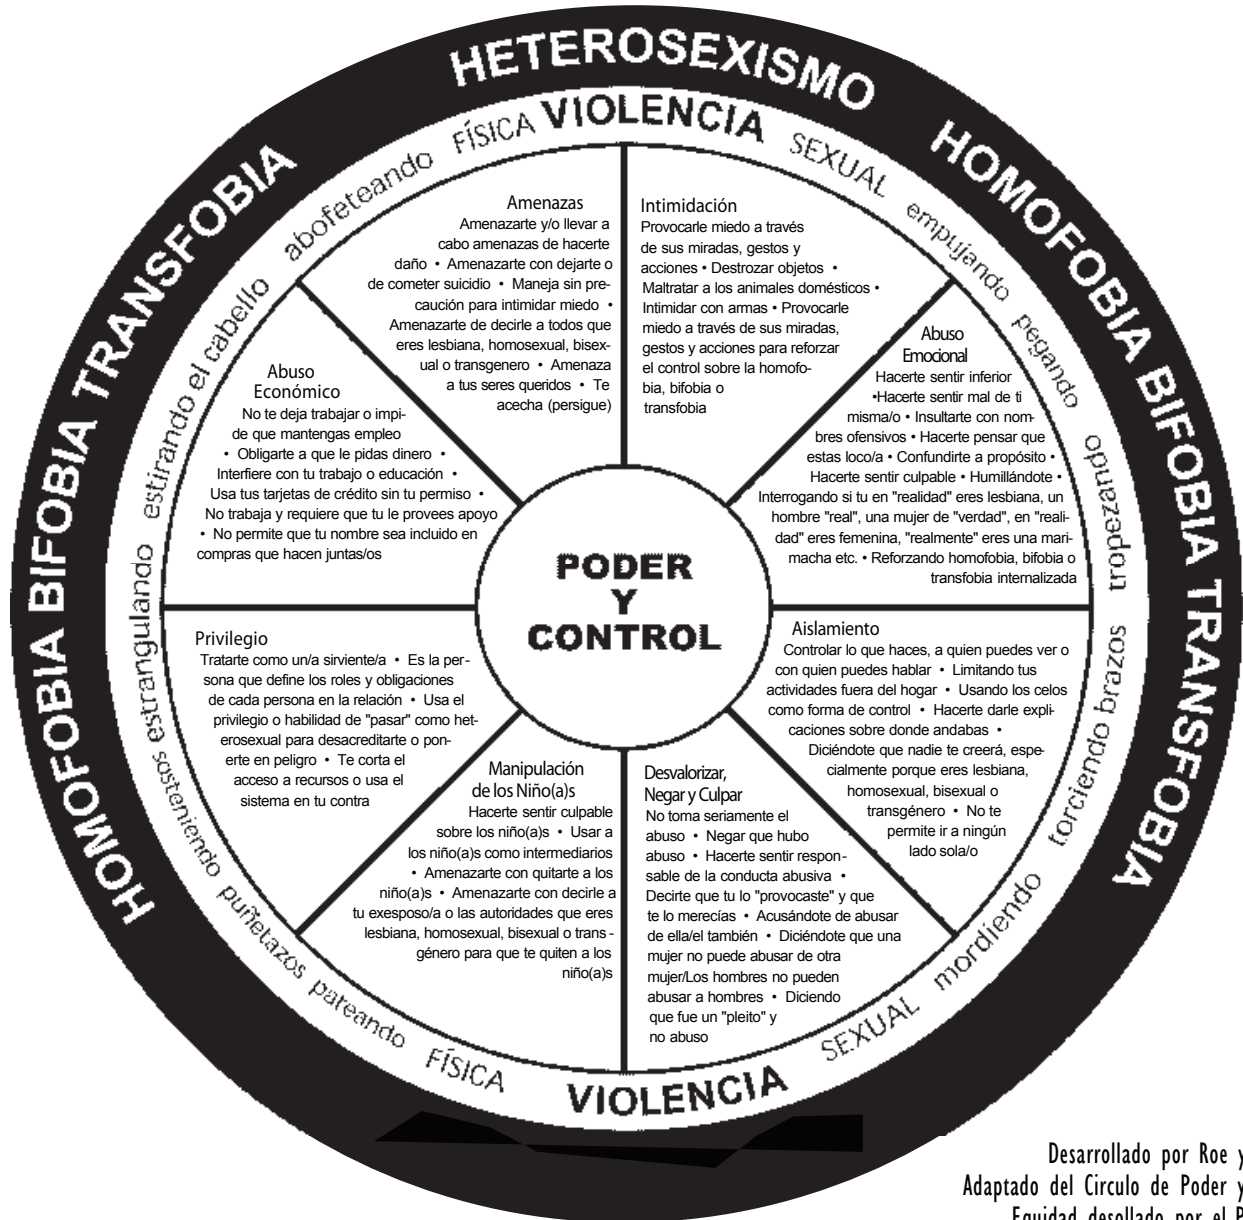 HETEROSEXISMO
HOMOFOBIA BIFOBIA TRANSFOBIA
HOMOFOBIA BIFOBIA TRANSFOBIA
FÍSICA VIOLENCIA SEXUAL
empujando pegando tropezando torciendo brazos mordiendo
SEXUAL VIOLENCIA FÍSICA
pateando puñetazos sosteniendo estrangulando estirando el cabello abofeteando
Amenazas
Amenazarte y/o llevar a
cabo amenazas de hacerte
daño • Amenazarte con dejarte o
de cometer suicidio • Maneja sin pre-
caución para intimidar miedo •
Amenazarte de decirle a todos que
eres lesbiana, homosexual, bisex-
ual o transgenero • Amenaza
a tus seres queridos • Te
acecha (persigue)
Intimidación
Provocarle miedo a través
de sus miradas, gestos y
acciones • Destrozar objetos •
Maltratar a los animales domésticos •
Intimidar con armas • Provocarle
miedo a través de sus miradas,
gestos y acciones para reforzar
el control sobre la homofo-
bia, bifobia o
transfobia
Abuso
Emocional
Hacerte sentir inferior
•Hacerte sentir mal de ti
misma/o • Insultarte con nom-
bres ofensivos • Hacerte pensar que
estas loco/a • Confundirte a propósito •
Hacerte sentir culpable • Humillándote •
Interrogando si tu en "realidad" eres lesbiana, un
hombre "real", una mujer de "verdad", en "reali-
dad" eres femenina, "realmente" eres una mari-
macha etc. • Reforzando homofobia, bifobia o
transfobia internalizada
Aislamiento
Controlar lo que haces, a quien puedes ver o
con quien puedes hablar • Limitando tus
actividades fuera del hogar • Usando los celos
como forma de control • Hacerte darle expli-
caciones sobre donde andabas •
Diciéndote que nadie te creerá, espe-
cialmente porque eres lesbiana,
homosexual, bisexual o
transgénero • No te
permite ir a ningún
lado sola/o
Desvalorizar,
Negar y Culpar
No toma seriamente el
abuso • Negar que hubo
abuso • Hacerte sentir respon-
sable de la conducta abusiva •
Decirte que tu lo "provocaste" y que
te lo merecías • Acusándote de abusar
de ella/el también • Diciéndote que una
mujer no puede abusar de otra
mujer/Los hombres no pueden
abusar a hombres • Diciendo
que fue un "pleito" y
no abuso
Manipulación
de los Niño(a)s
Hacerte sentir culpable
sobre los niño(a)s • Usar a
los niño(a)s como intermediarios
• Amenazarte con quitarte a los
niño(a)s • Amenazarte con decirle a
tu exesposo/a o las autoridades que eres
lesbiana, homosexual, bisexual o trans-
género para que te quiten a los
niño(a)s
Privilegio
Tratarte como un/a sirviente/a • Es la per-
sona que define los roles y obligaciones
de cada persona en la relación • Usa el
privilegio o habilidad de "pasar" como het-
erosexual para desacreditarte o pon-
erte en peligro • Te corta el
acceso a recursos o usa el
sistema en tu contra
Abuso
Económico
No te deja trabajar o impi-
de que mantengas empleo
• Obligarte a que le pidas dinero •
Interfiere con tu trabajo o educación •
Usa tus tarjetas de crédito sin tu permiso •
No trabaja y requiere que tu le provees apoyo
• No permite que tu nombre sea incluido en
compras que hacen juntas/os
PODER
Y
CONTROL
Desarrollado por Roe y
Adaptado del Circulo de Poder y
Equidad desollado por el P